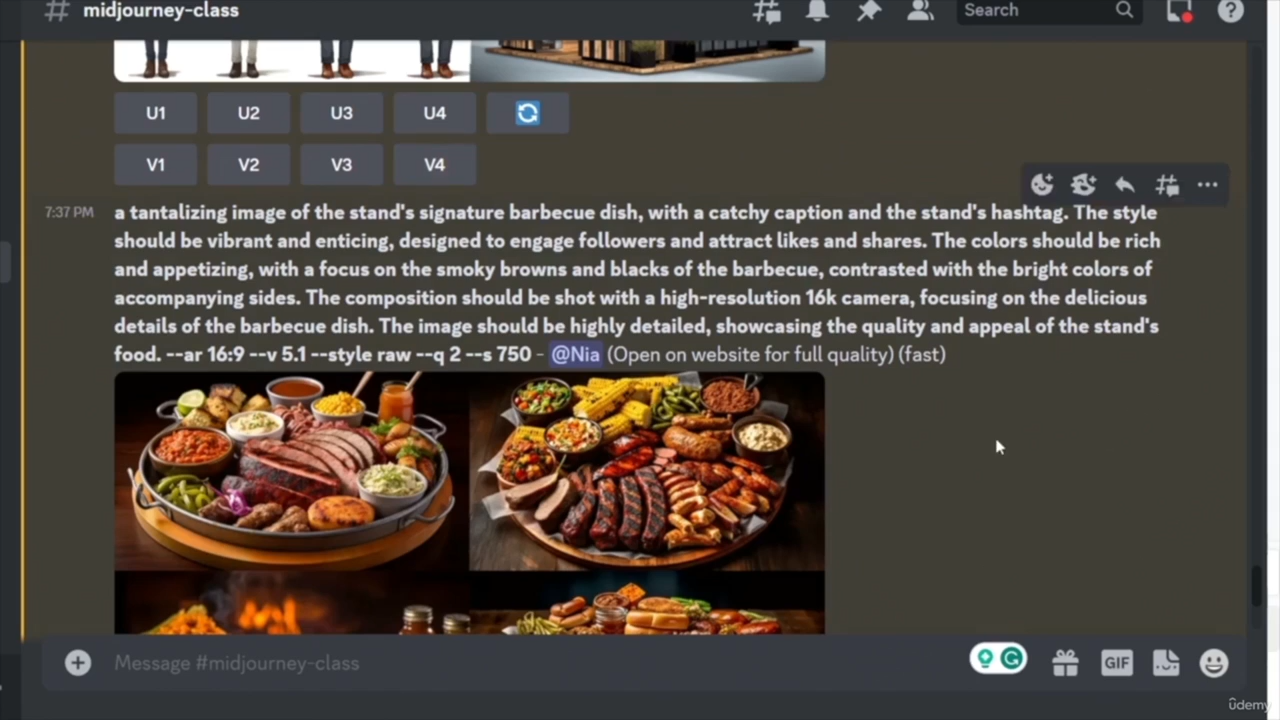 # midjourney-class
Search
U1 U2 U3 U4
V1 V2 V3 V4
7:37 PM
a tantalizing image of the stand's signature barbecue dish, with a catchy caption and the stand's hashtag. The style
should be vibrant and enticing, designed to engage followers and attract likes and shares. The colors should be rich
and appetizing, with a focus on the smoky browns and blacks of the barbecue, contrasted with the bright colors of
accompanying sides. The composition should be shot with a high-resolution 16k camera, focusing on the delicious
details of the barbecue dish. The image should be highly detailed, showcasing the quality and appeal of the stand's
food. --ar 16:9 --v 5.1 --style raw --q 2 --s 750 - @Nia (Open on website for full quality) (fast)
Message #midjourney-class
GIF
ûdemy